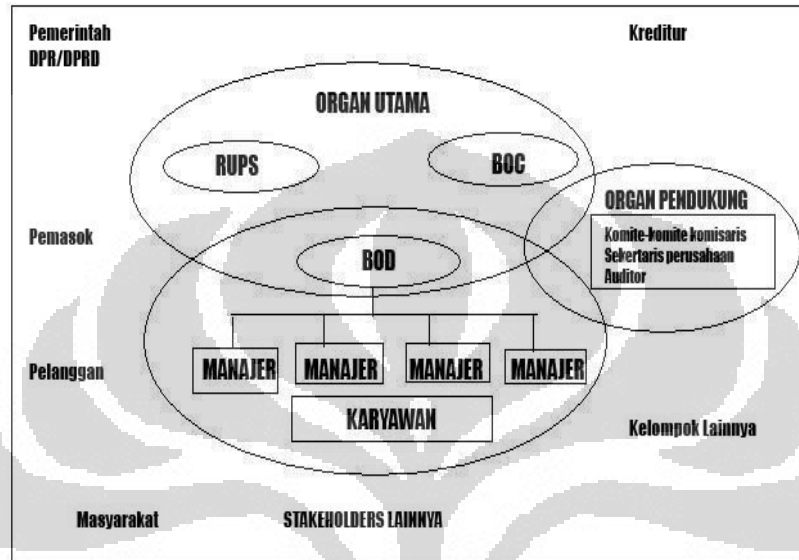 Pemerintah
DPR/DPRD
Kreditur
ORGAN UTAMA
RUPS
BOC
ORGAN PENDUKUNG
Komite-komite komisaris
Sekertaris perusahaan
Auditor
Pemasok
BOD
Pelanggan
MANAJER
MANAJER
MANAJER
MANAJER
KARYAWAN
Kelompok Lainnya
Masyarakat
STAKEHOLDERS LAINNYA